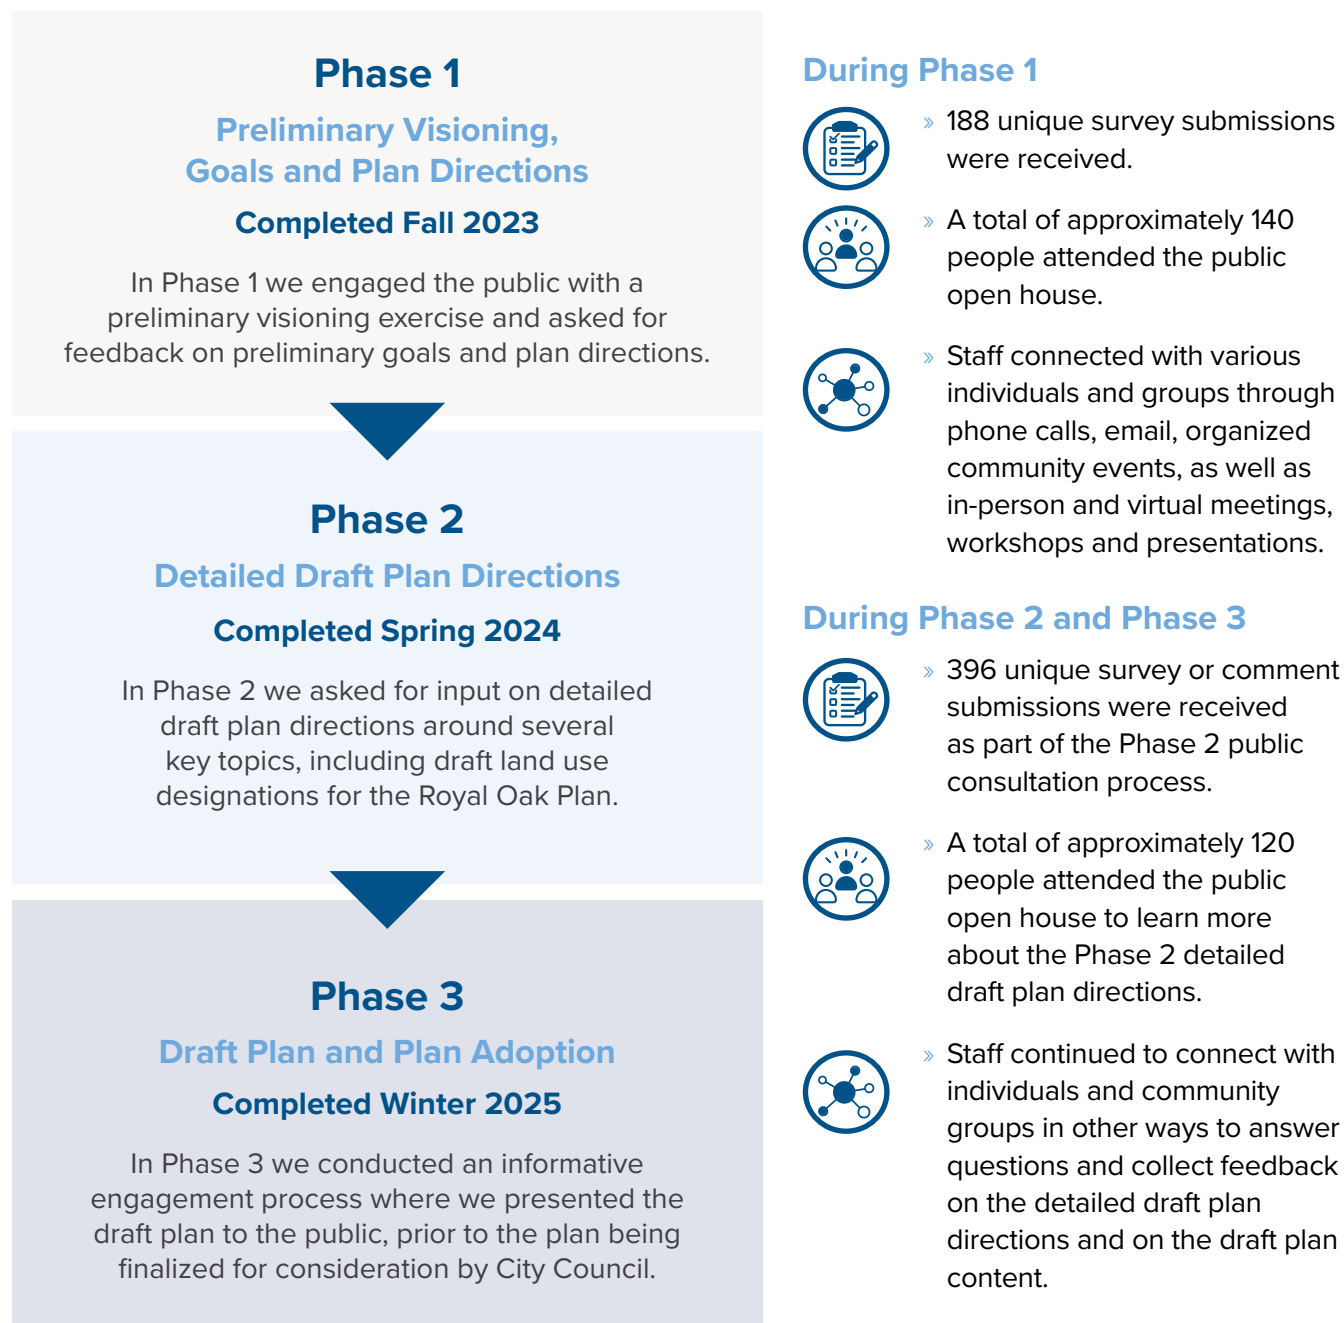 Phase 1
Preliminary Visioning,
Goals and Plan Directions
Completed Fall 2023
In Phase 1 we engaged the public with a
preliminary visioning exercise and asked for
feedback on preliminary goals and plan directions.
Phase 2
Detailed Draft Plan Directions
Completed Spring 2024
In Phase 2 we asked for input on detailed
draft plan directions around several
key topics, including draft land use
designations for the Royal Oak Plan.
Phase 3
Draft Plan and Plan Adoption
Completed Winter 2025
In Phase 3 we conducted an informative
engagement process where we presented the
draft plan to the public, prior to the plan being
finalized for consideration by City Council.
During Phase 1
» 188 unique survey submissions
were received.
» A total of approximately 140
people attended the public
open house.
» Staff connected with various
individuals and groups through
phone calls, email, organized
community events, as well as
in-person and virtual meetings,
workshops and presentations.
During Phase 2 and Phase 3
» 396 unique survey or comment
submissions were received
as part of the Phase 2 public
consultation process.
» A total of approximately 120
people attended the public
open house to learn more
about the Phase 2 detailed
draft plan directions.
» Staff continued to connect with
individuals and community
groups in other ways to answer
questions and collect feedback
on the detailed draft plan
directions and on the draft plan
content.